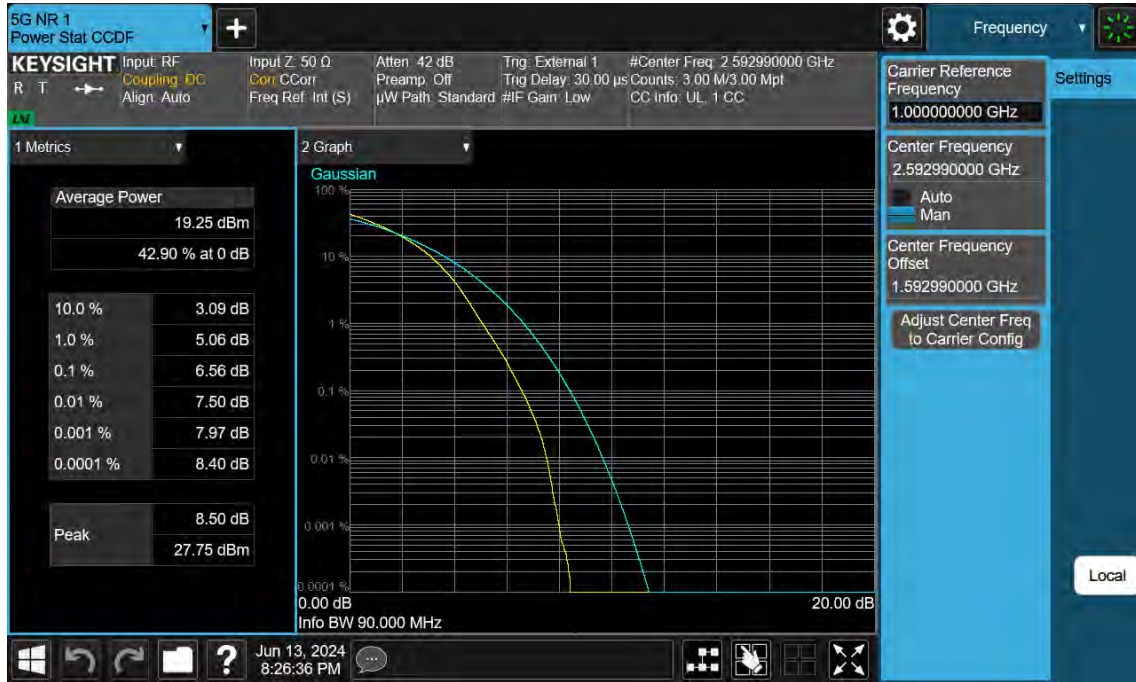 5G NR 1
Power Stat CCDF
Frequency
KEYSIGHT
R T
LXI
Input: RF
Coupling: DC
Align: Auto
Input Z: 50 Ω
Corr CCorr
Freq Ref: Int (S)
Atten: 42 dB
Preamp: Off
µW Path: Standard
Trig: External 1
Trig Delay: 30.00 µs
#IF Gain: Low
#Center Freq: 2.592990000 GHz
Counts: 3.00 M/3.00 Mpt
CC Info: UL, 1 CC
1 Metrics
Average Power
19.25 dBm
42.90 % at 0 dB
10.0 % 3.09 dB
1.0 % 5.06 dB
0.1 % 6.56 dB
0.01 % 7.50 dB
0.001 % 7.97 dB
0.0001 % 8.40 dB
Peak
8.50 dB
27.75 dBm
2 Graph
Gaussian
100 %
10 %
1 %
0.1 %
0.01 %
0.001 %
0.0001 %
0.00 dB 20.00 dB
Info BW 90.000 MHz
Carrier Reference
Frequency
1.000000000 GHz
Center Frequency
2.592990000 GHz
Auto
Man
Center Frequency
Offset
1.592990000 GHz
Adjust Center Freq
to Carrier Config
Settings
Local
?
Jun 13, 2024
8:26:36 PM